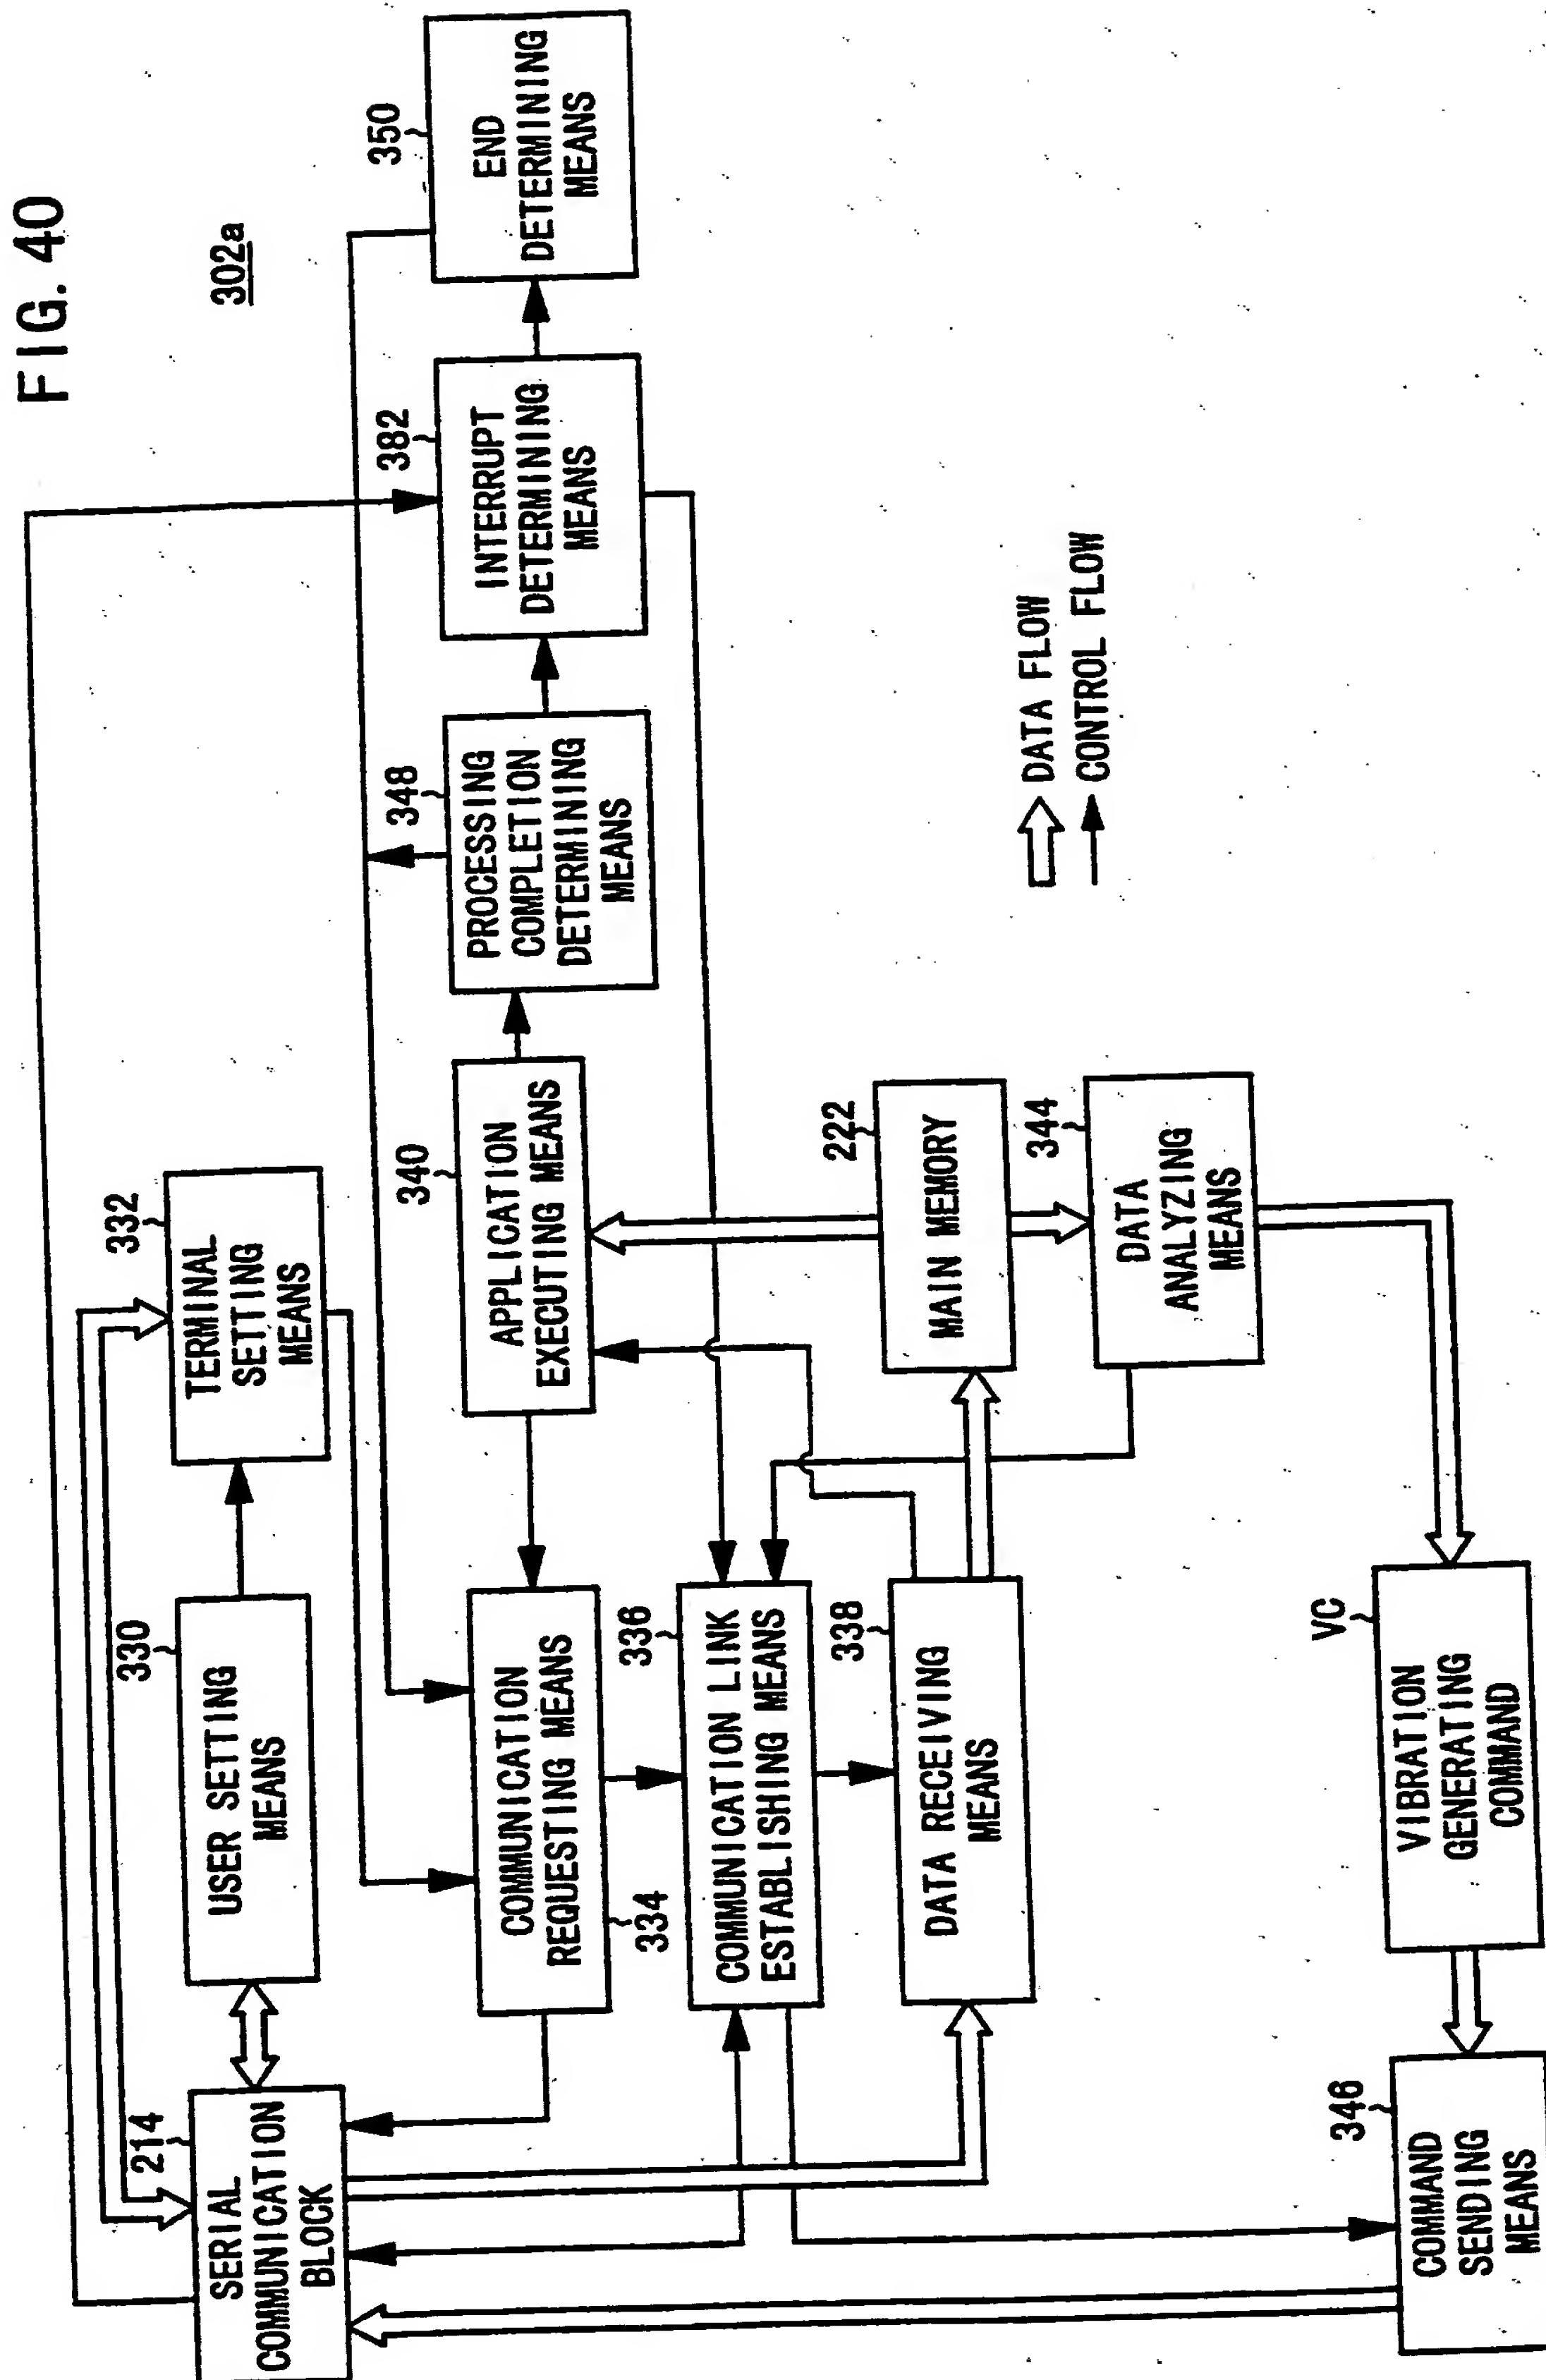 FIG. 40
302a
214
SERIAL
COMMUNICATION
BLOCK
330
USER SETTING
MEANS
332
TERMINAL
SETTING
MEANS
COMMUNICATION
REQUESTING MEANS
334
340
APPLICATION
EXECUTING MEANS
348
PROCESSING
COMPLETION
DETERMINING
MEANS
382
INTERRUPT
DETERMINING
MEANS
350
END
DETERMINING
MEANS
336
COMMUNICATION LINK
ESTABLISHING MEANS
338
DATA RECEIVING
MEANS
222
MAIN MEMORY
344
DATA
ANALYZING
MEANS
DATA FLOW
CONTROL FLOW
346
COMMAND
SENDING
MEANS
VC
VIBRATION
GENERATING
COMMAND